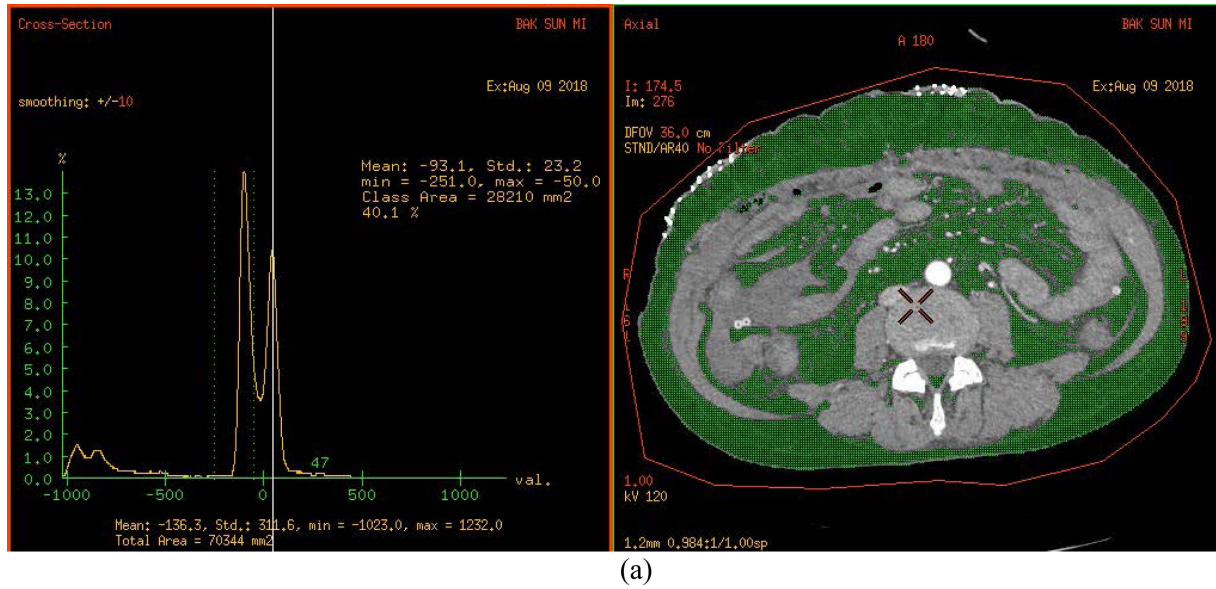 Cross-Section
BAK SUN MI
Ex:Aug 09 2018
smoothing: +/-10
%
Mean: -93.1, Std.: 23.2
min = -251.0, max = -50.0
Class Area = 28210 mm2
40.1 %
13.0
12.0
11.0
10.0
9.0
8.0
7.0
6.0
5.0
4.0
3.0
2.0
1.0
0.0
47
val.
-1000 -500 0 500 1000
Mean: -136.3, Std.: 311.6, min = -1023.0, max = 1232.0
Total Area = 70344 mm2
Axial
BAK SUN MI
A 180
I: 174.5
Im: 276
Ex:Aug 09 2018
DFOV 36.0 cm
STND/AR40 No Filter
R
L
1.00
kV 120
1.2mm 0.984:1/1.00sp
(a)